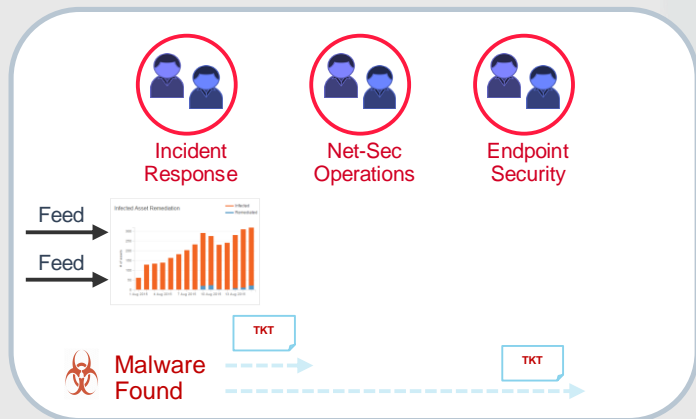 Incident
Response
Net-Sec
Operations
Endpoint
Security
Feed
Feed
Infected Asset Remediation
Infected
Remediated
TKT
TKT
Malware
Found